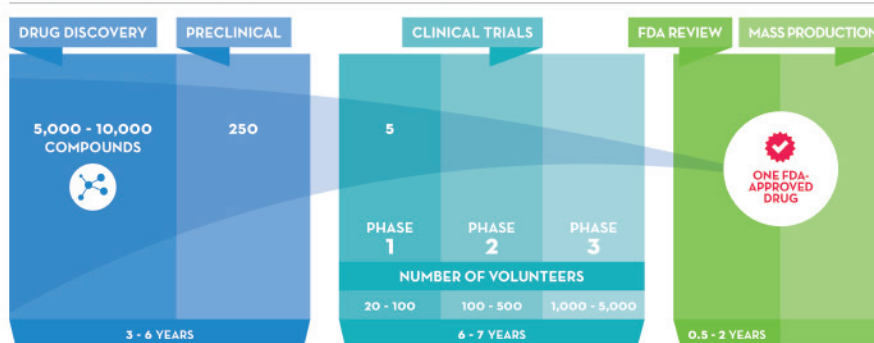 DRUG DISCOVERY
PRECLINICAL
CLINICAL TRIALS
FDA REVIEW
MASS PRODUCTION
5,000 - 10,000
COMPOUNDS
250
5
ONE FDA-
APPROVED
DRUG
PHASE
1
PHASE
2
PHASE
3
NUMBER OF VOLUNTEERS
20 - 100
100 - 500
1,000 - 5,000
3 - 6 YEARS
6 - 7 YEARS
0.5 - 2 YEARS